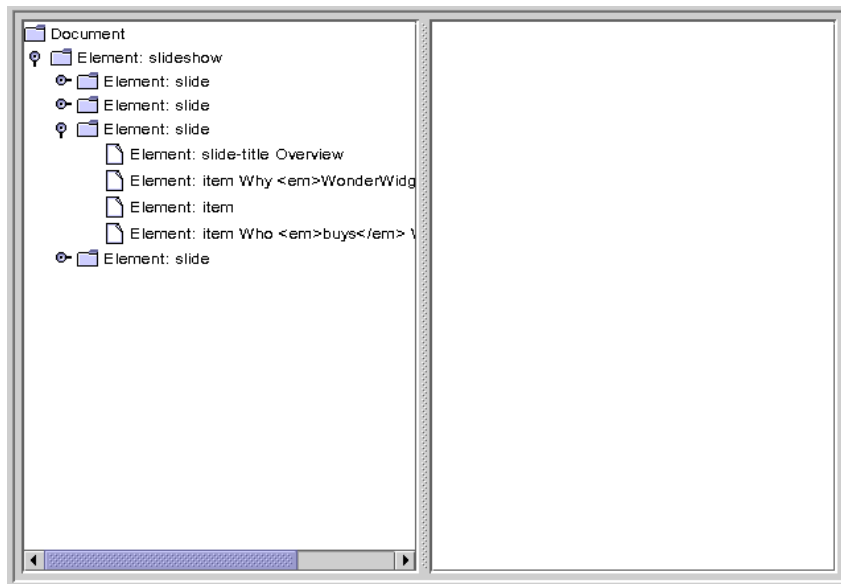 Document
Element: slideshow
Element: slide
Element: slide
Element: slide
Element: slide-title Overview
Element: item Why <em>WonderWidg
Element: item
Element: item Who <em>buys</em>
Element: slide